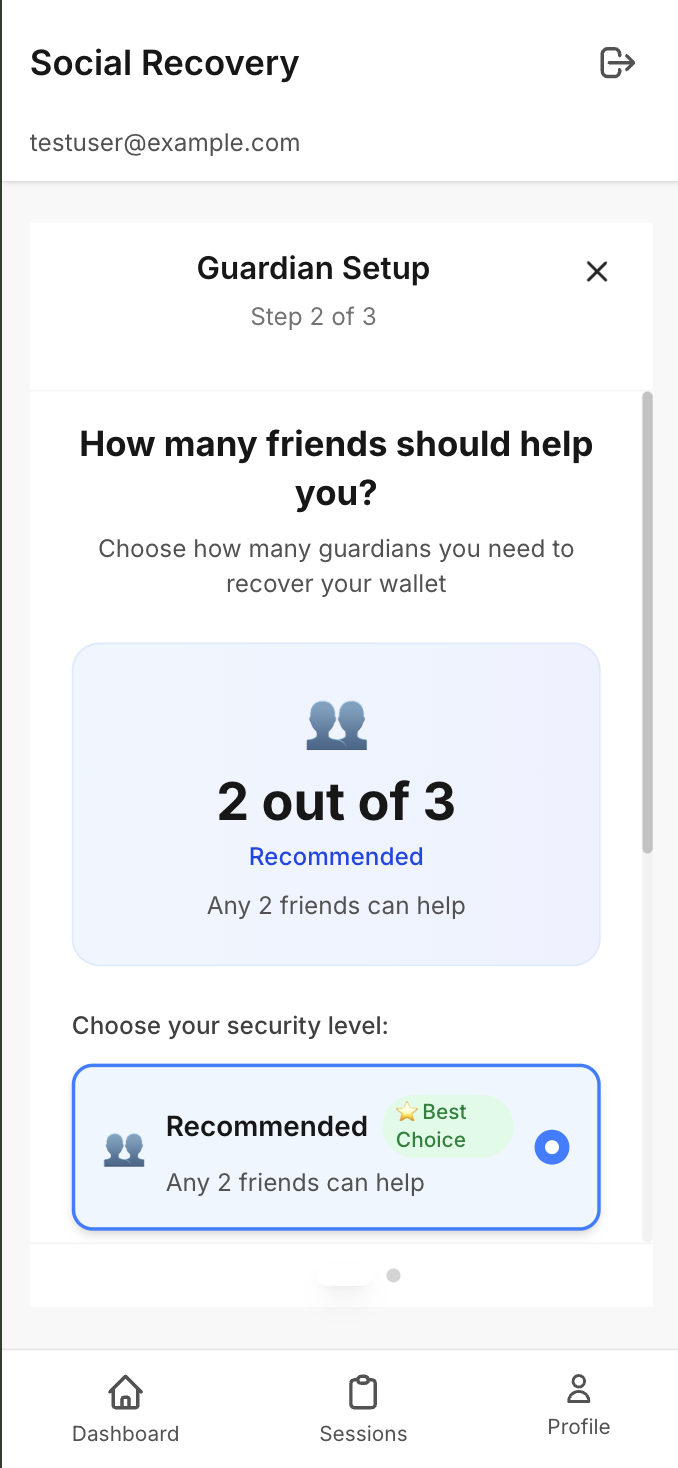 Social Recovery
testuser@example.com
Guardian Setup
Step 2 of 3
How many friends should help
you?
Choose how many guardians you need to
recover your wallet
2 out of 3
Recommended
Any 2 friends can help
Choose your security level:
Recommended
⭐ Best
Choice
Any 2 friends can help
Dashboard
Sessions
Profile